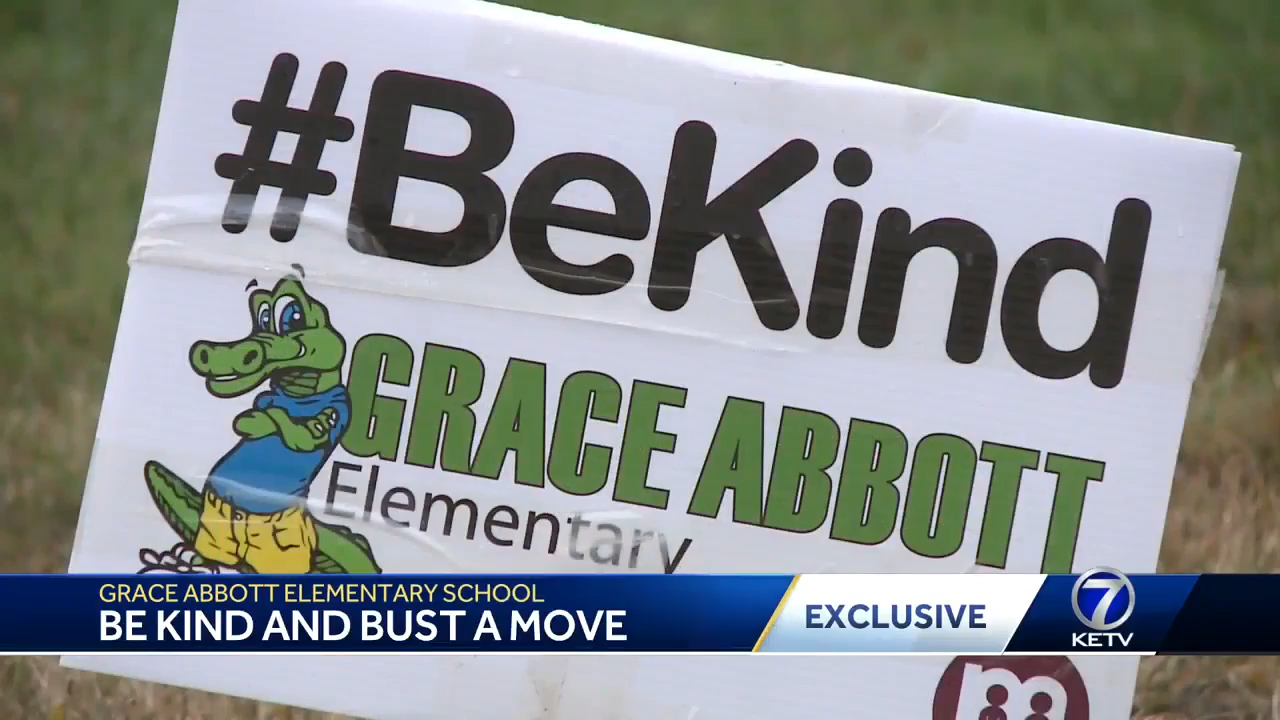 #BeKind
GRACE ABBOTT
Elementary
GRACE ABBOTT ELEMENTARY SCHOOL
BE KIND AND BUST A MOVE
EXCLUSIVE
7
KETV
m